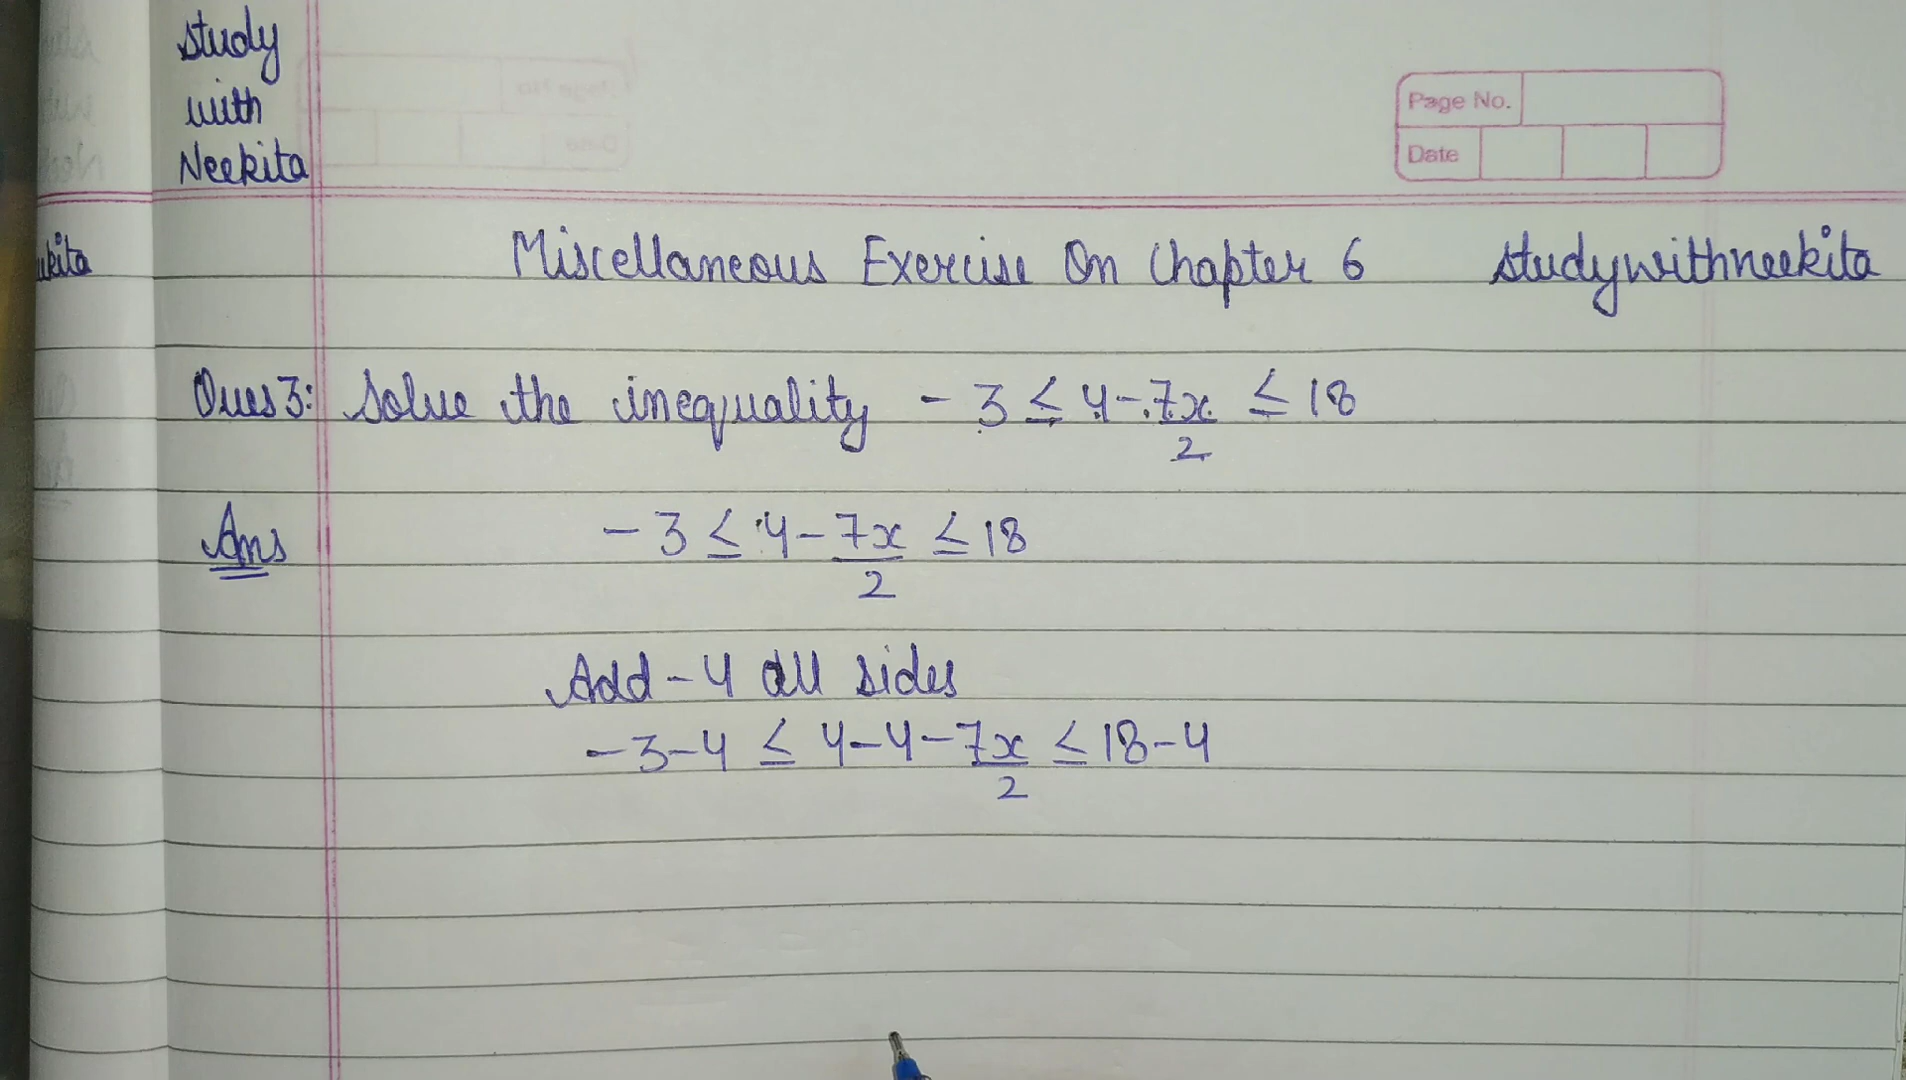 study
with
Neekita
Page No.
Date
Miscellaneous Exercise On Chapter 6 studywithneekita
Ques 3: Solve the inequality - 3 ≤ 4 - 7x/2 ≤ 18
Ans - 3 ≤ 4 - 7x/2 ≤ 18
Add - 4 all sides
- 3 - 4 ≤ 4 - 4 - 7x/2 ≤ 18 - 4